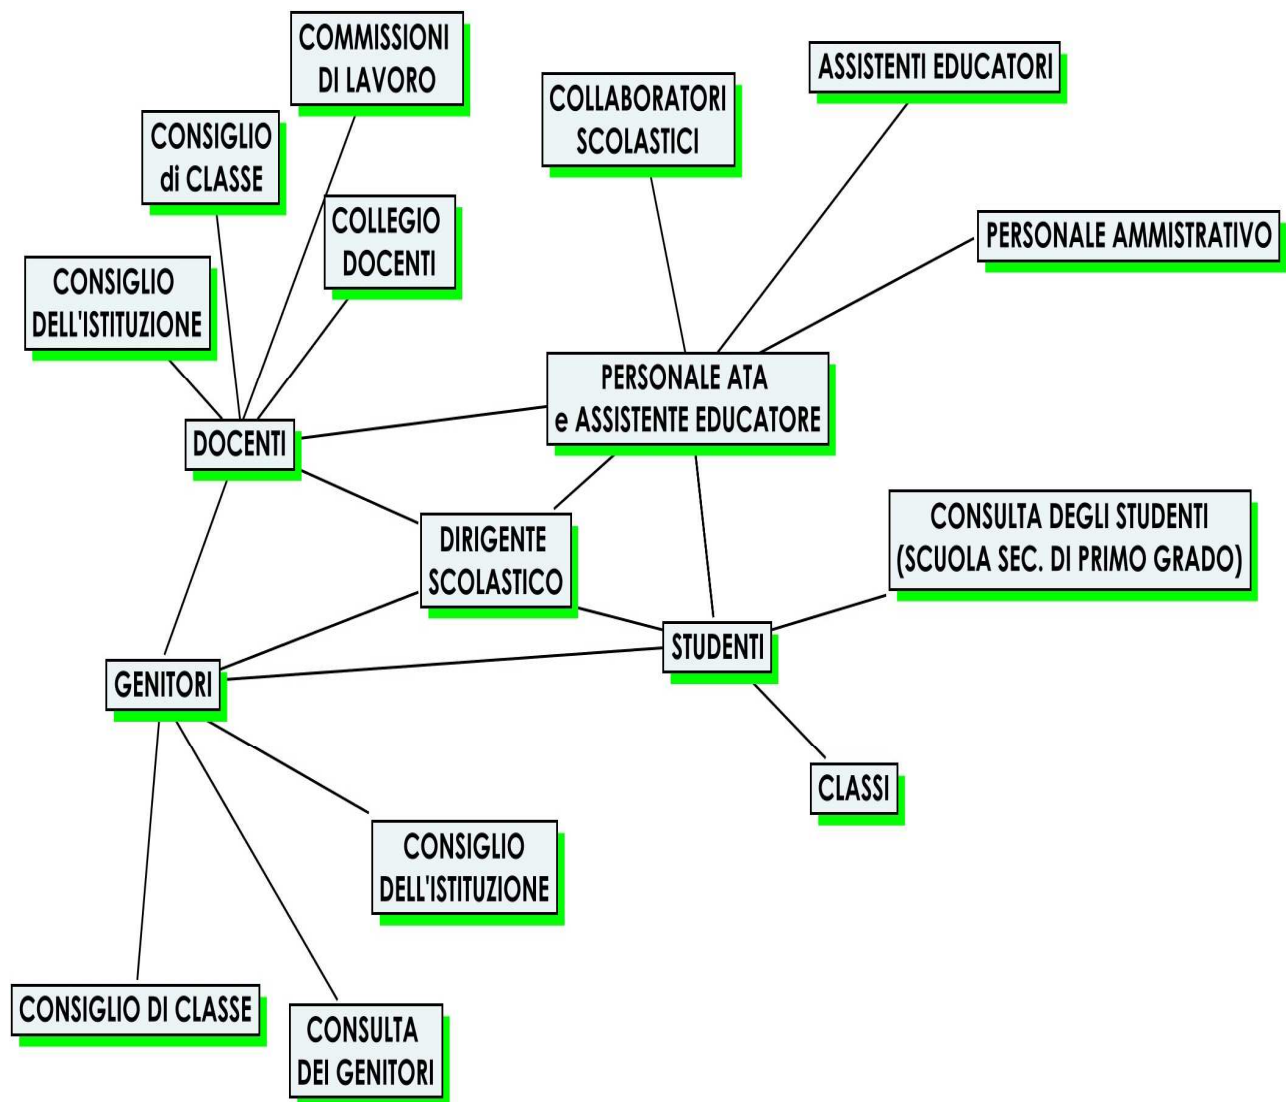 COMMISSIONI
DI LAVORO
ASSISTENTI EDUCATORI
COLLABORATORI
SCOLASTICI
CONSIGLIO
di CLASSE
COLLEGIO
DOCENTI
PERSONALE AMMISTRATIVO
CONSIGLIO
DELL'ISTITUZIONE
PERSONALE ATA
e ASSISTENTE EDUCATORE
DOCENTI
CONSULTA DEGLI STUDENTI
(SCUOLA SEC. DI PRIMO GRADO)
DIRIGENTE
SCOLASTICO
STUDENTI
GENITORI
CLASSI
CONSIGLIO
DELL'ISTITUZIONE
CONSIGLIO DI CLASSE
CONSULTA
DEI GENITORI